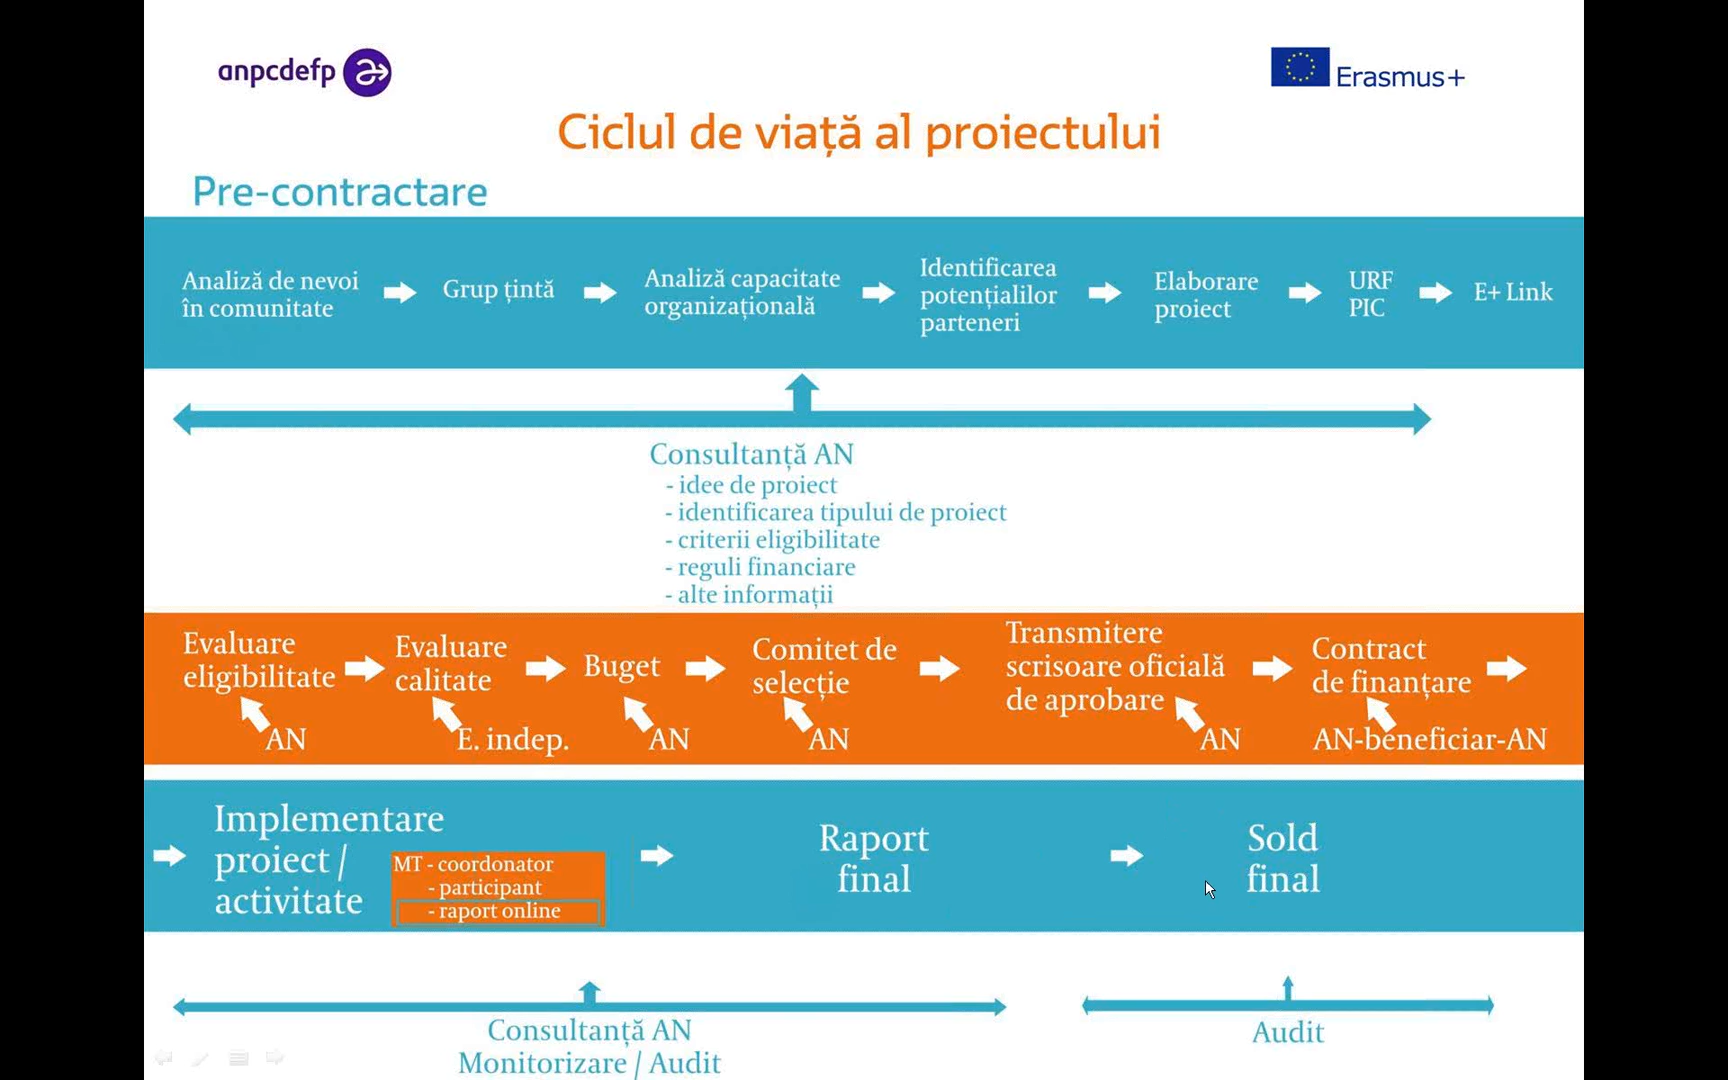 anpcdefp
Erasmus+
Ciclul de viață al proiectului
Pre-contractare
Analiză de nevoi
în comunitate
Grup țintă
Analiză capacitate
organizațională
Identificarea
potențialilor
parteneri
Elaborare
proiect
URF
PIC
E+ Link
Consultanță AN
- idee de proiect
- identificarea tipului de proiect
- criterii eligibilitate
- reguli financiare
- alte informații
Evaluare
eligibilitate
AN
Evaluare
calitate
E. indep.
Buget
AN
Comitet de
selecție
AN
Transmitere
scrisoare oficială
de aprobare
AN
Contract
de finanțare
AN-beneficiar-AN
Implementare
proiect /
activitate
MT - coordonator
- participant
- raport online
Raport
final
Sold
final
Consultanță AN
Monitorizare / Audit
Audit